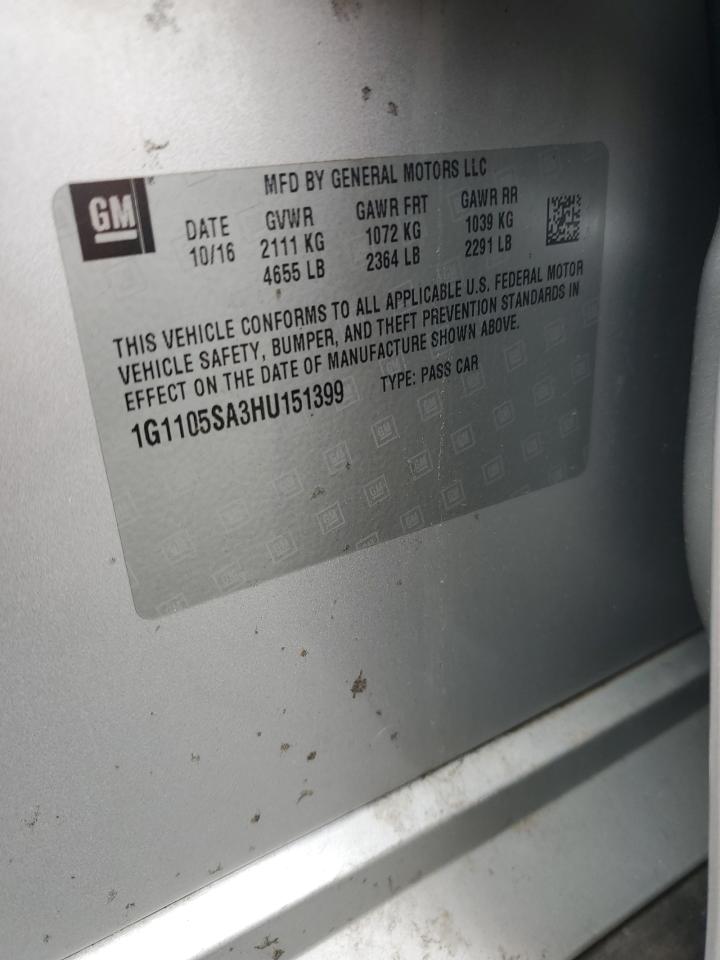 GM
MFD BY GENERAL MOTORS LLC
DATE GVWR GAWR FRT GAWR RR
10/16 2111 KG 1072 KG 1039 KG
4655 LB 2364 LB 2291 LB
THIS VEHICLE CONFORMS TO ALL APPLICABLE U.S. FEDERAL MOTOR
VEHICLE SAFETY, BUMPER, AND THEFT PREVENTION STANDARDS IN
EFFECT ON THE DATE OF MANUFACTURE SHOWN ABOVE.
1G1105SA3HU151399 TYPE: PASS CAR